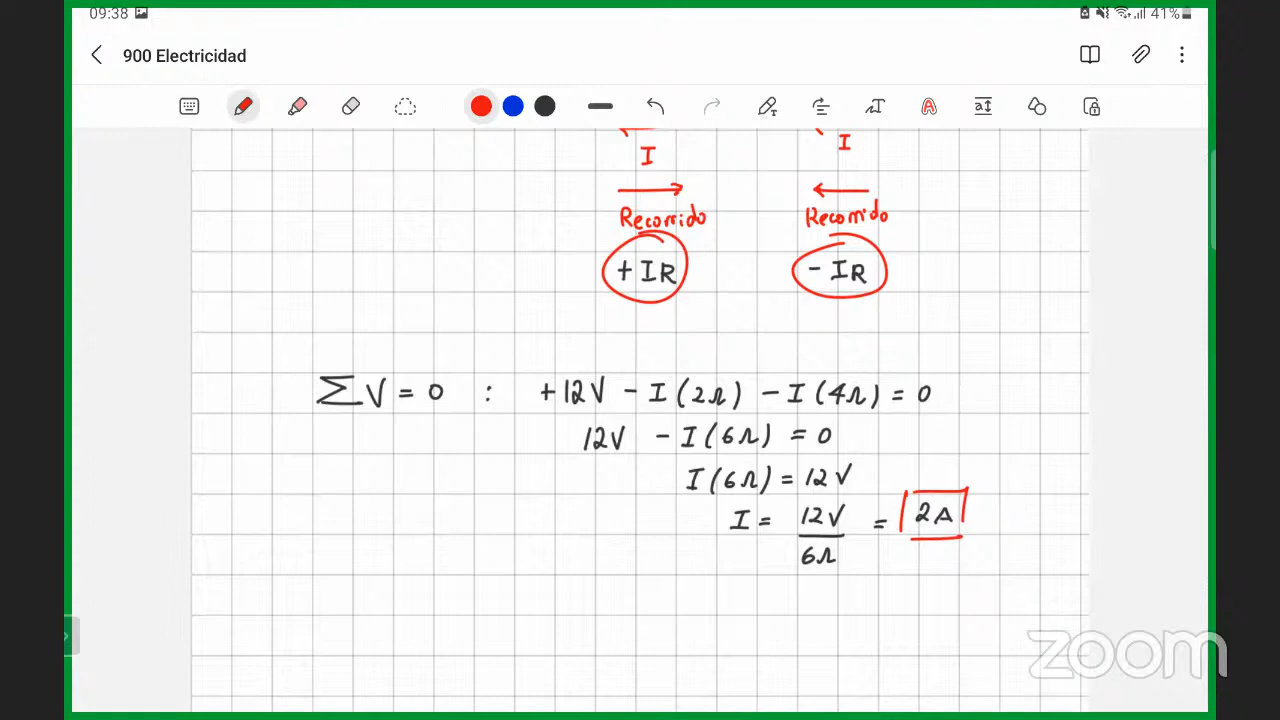 09:38 41%
900 Electricidad
I I
Recorrido Recorrido
+ IR - IR
∑ V = 0 : +12V - I (2Ω) - I (4Ω) = 0
12V - I (6Ω) = 0
I (6Ω) = 12V
I = 12V/6Ω = 2A
zoom